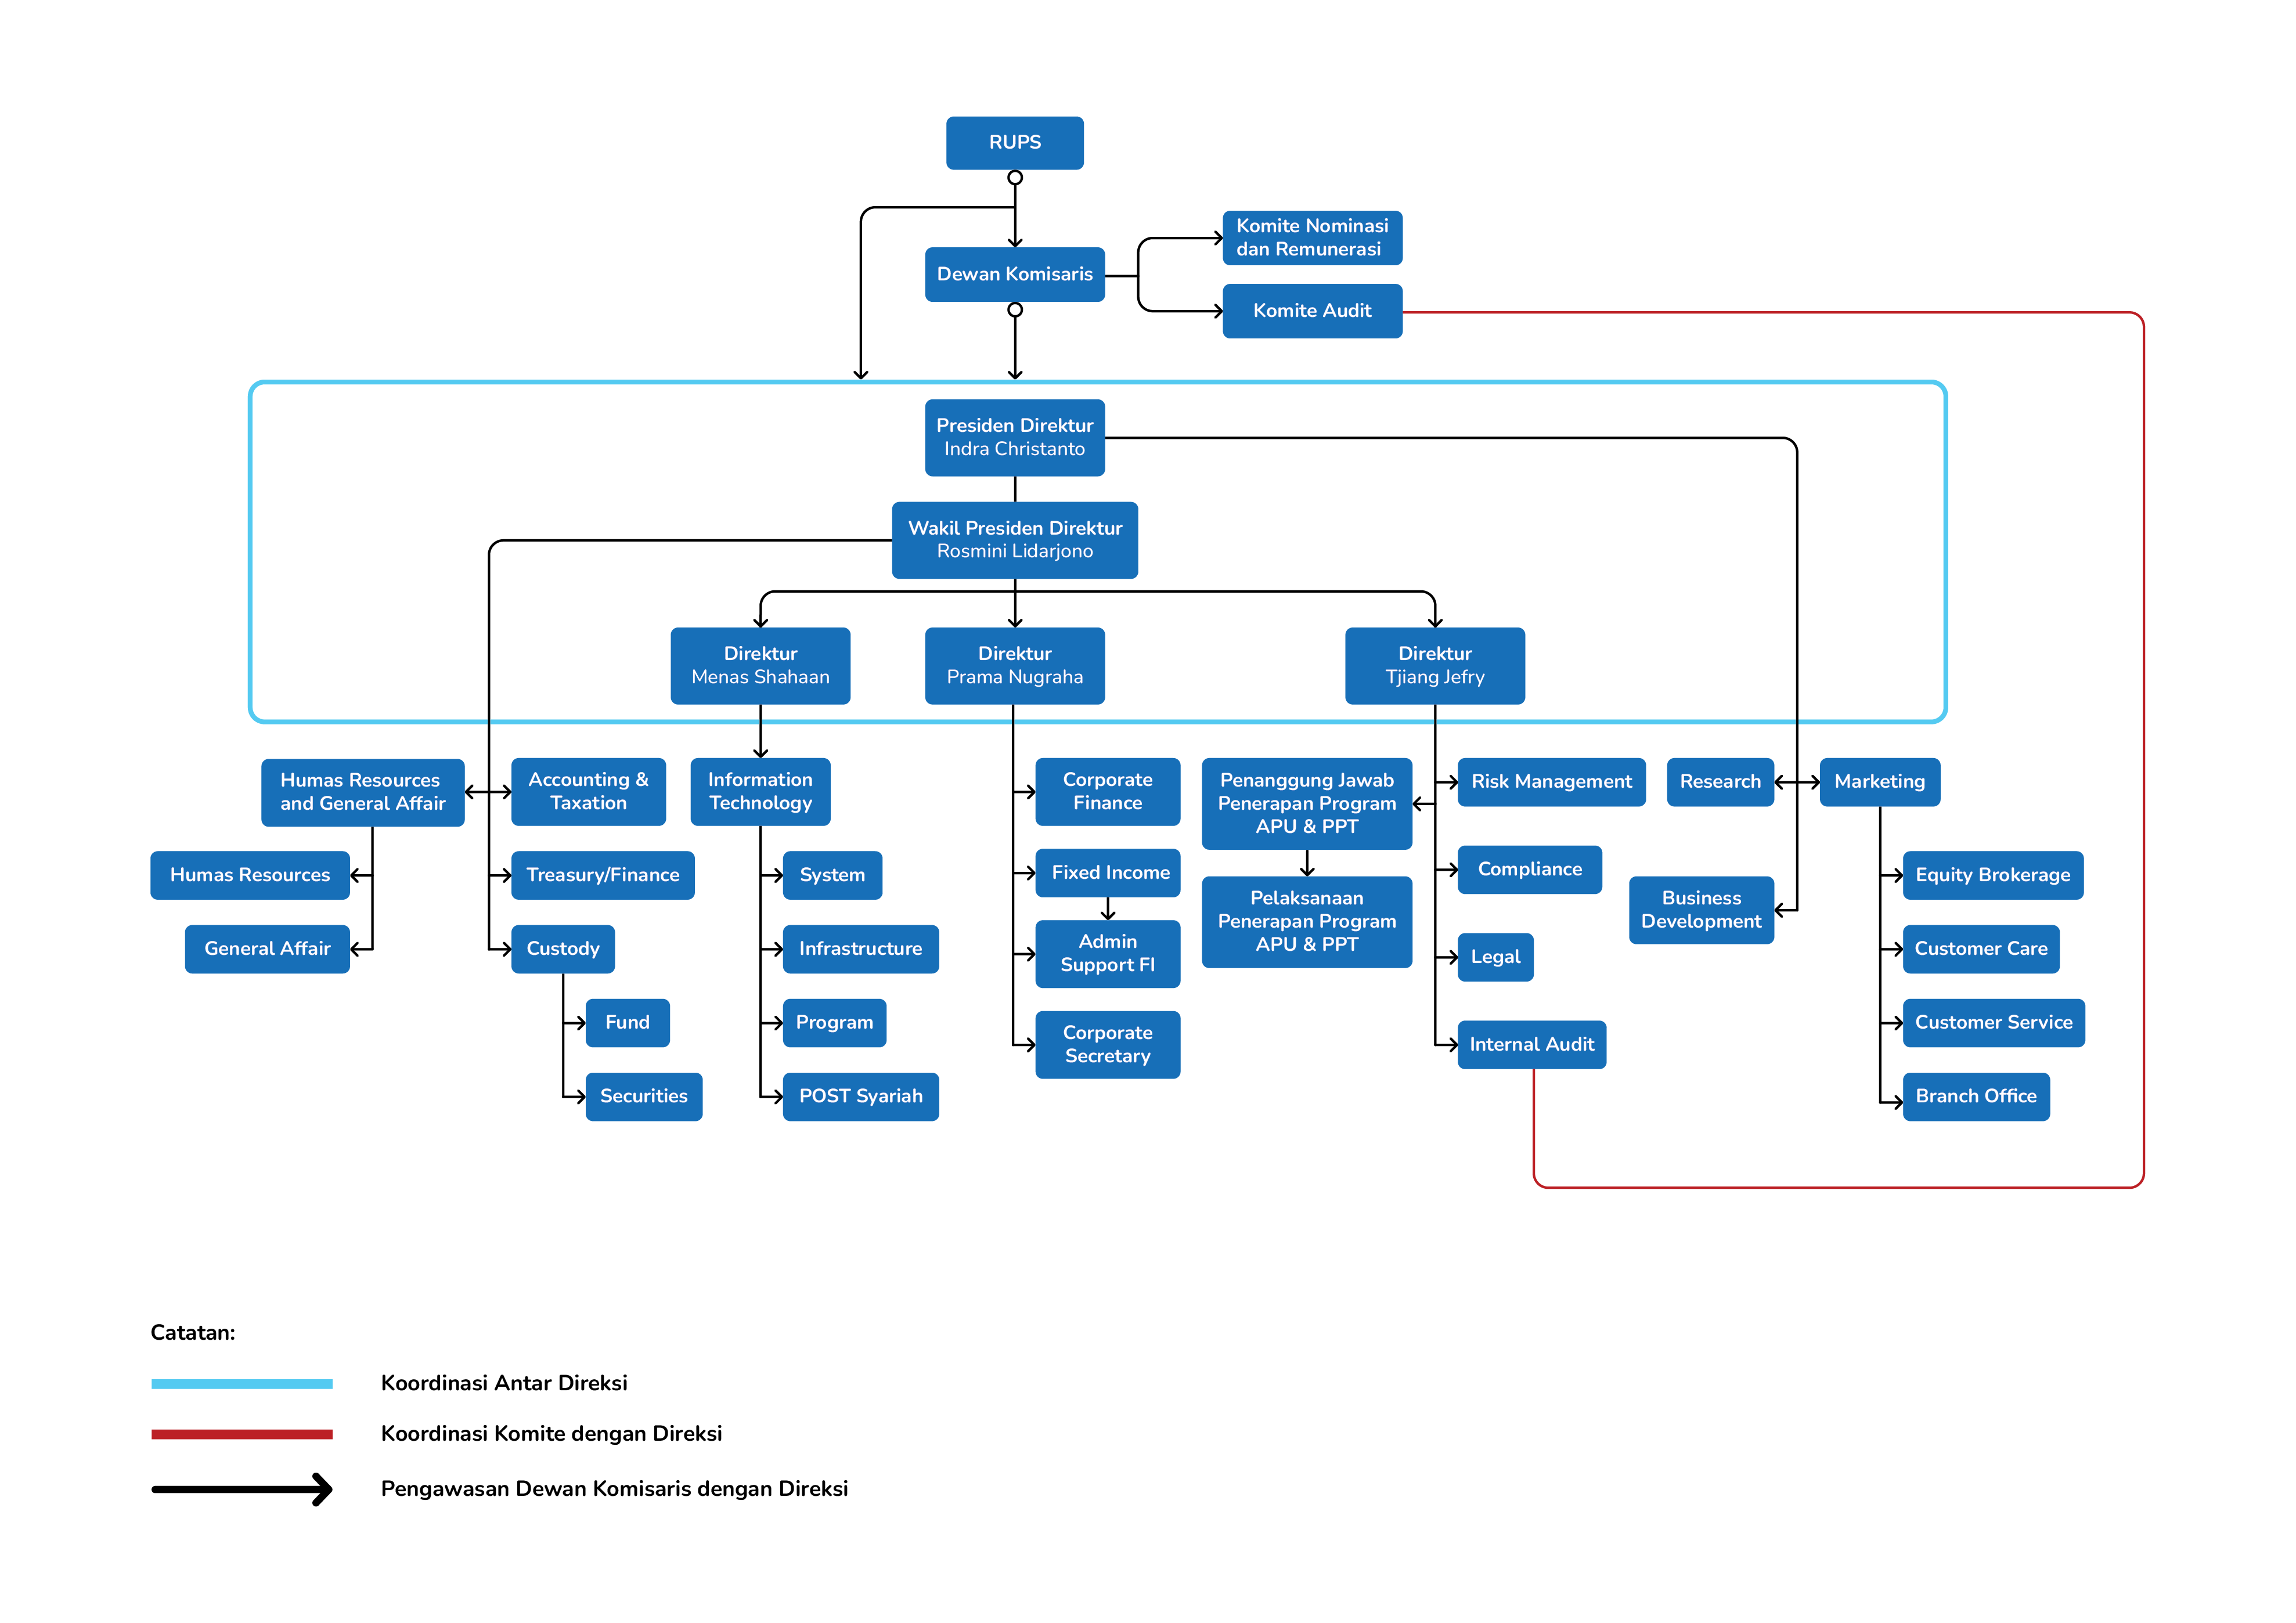 RUPS
Komite Nominasi
dan Remunerasi
Dewan Komisaris
Komite Audit
Presiden Direktur
Indra Christanto
Wakil Presiden Direktur
Rosmini Lidarjono
Direktur
Menas Shahaan
Direktur
Prama Nugraha
Direktur
Tjiang Jefry
Humas Resources
and General Affair
Humas Resources
General Affair
Accounting &
Taxation
Treasury/Finance
Custody
Fund
Securities
Information
Technology
System
Infrastructure
Program
POST Syariah
Corporate
Finance
Fixed Income
Admin
Support FI
Corporate
Secretary
Penanggung Jawab
Penerapan Program
APU & PPT
Pelaksanaan
Penerapan Program
APU & PPT
Risk Management
Compliance
Legal
Internal Audit
Research
Business
Development
Marketing
Equity Brokerage
Customer Care
Customer Service
Branch Office
Catatan:
Koordinasi Antar Direksi
Koordinasi Komite dengan Direksi
Pengawasan Dewan Komisaris dengan Direksi